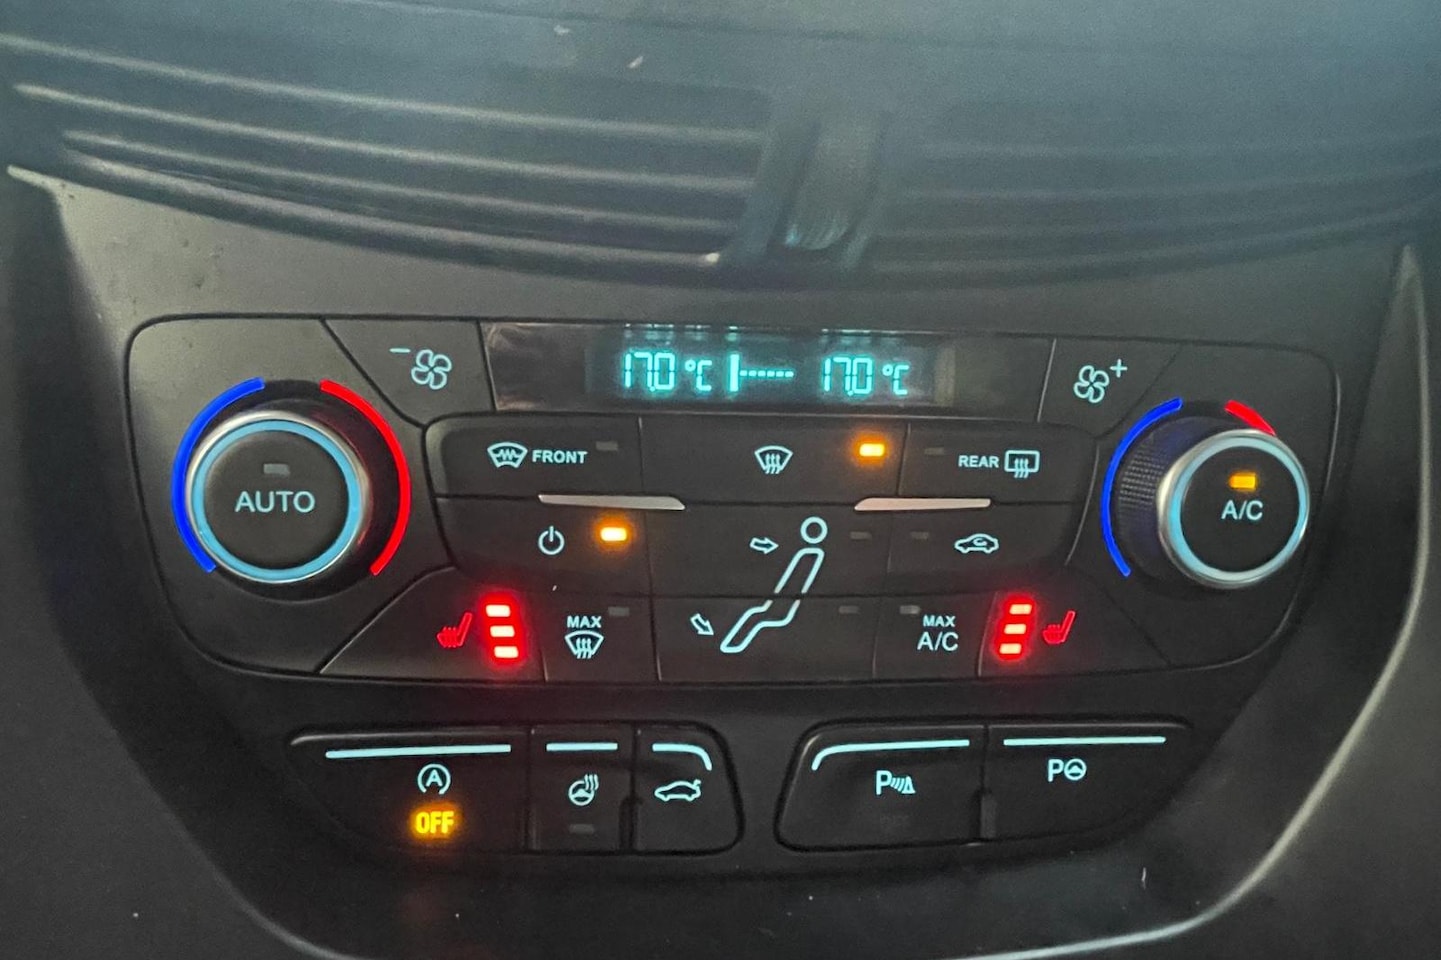 17.0 °C 17.0 °C
FRONT
REAR
AUTO
A/C
MAX
MAX
A/C
A
OFF
P
P